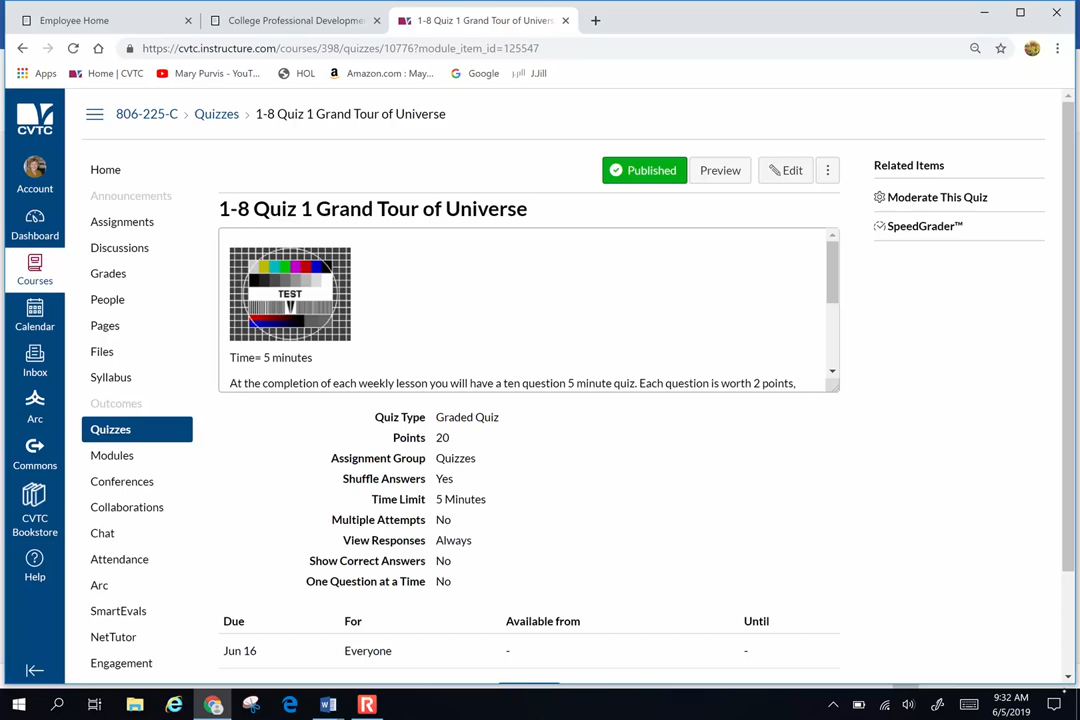 Employee Home
College Professional Developme
1-8 Quiz 1 Grand Tour of Univers
https://cvtc.instructure.com/courses/398/quizzes/10776?module_item_id=125547
Apps
Home | CVTC
Mary Purvis - YouT...
HOL
Amazon.com : May...
Google
J.Jill
CVTC
Account
Dashboard
Courses
Calendar
Inbox
Arc
Commons
CVTC
Bookstore
Help
806-225-C > Quizzes > 1-8 Quiz 1 Grand Tour of Universe
Home
Announcements
Assignments
Discussions
Grades
People
Pages
Files
Syllabus
Outcomes
Quizzes
Modules
Conferences
Collaborations
Chat
Attendance
Arc
SmartEvals
NetTutor
Engagement
Published
Preview
Edit
1-8 Quiz 1 Grand Tour of Universe
TEST
Time= 5 minutes
At the completion of each weekly lesson you will have a ten question 5 minute quiz. Each question is worth 2 points,
Quiz Type Graded Quiz
Points 20
Assignment Group Quizzes
Shuffle Answers Yes
Time Limit 5 Minutes
Multiple Attempts No
View Responses Always
Show Correct Answers No
One Question at a Time No
Due For Available from Until
Jun 16 Everyone - -
Related Items
Moderate This Quiz
SpeedGrader™
9:32 AM
6/5/2019